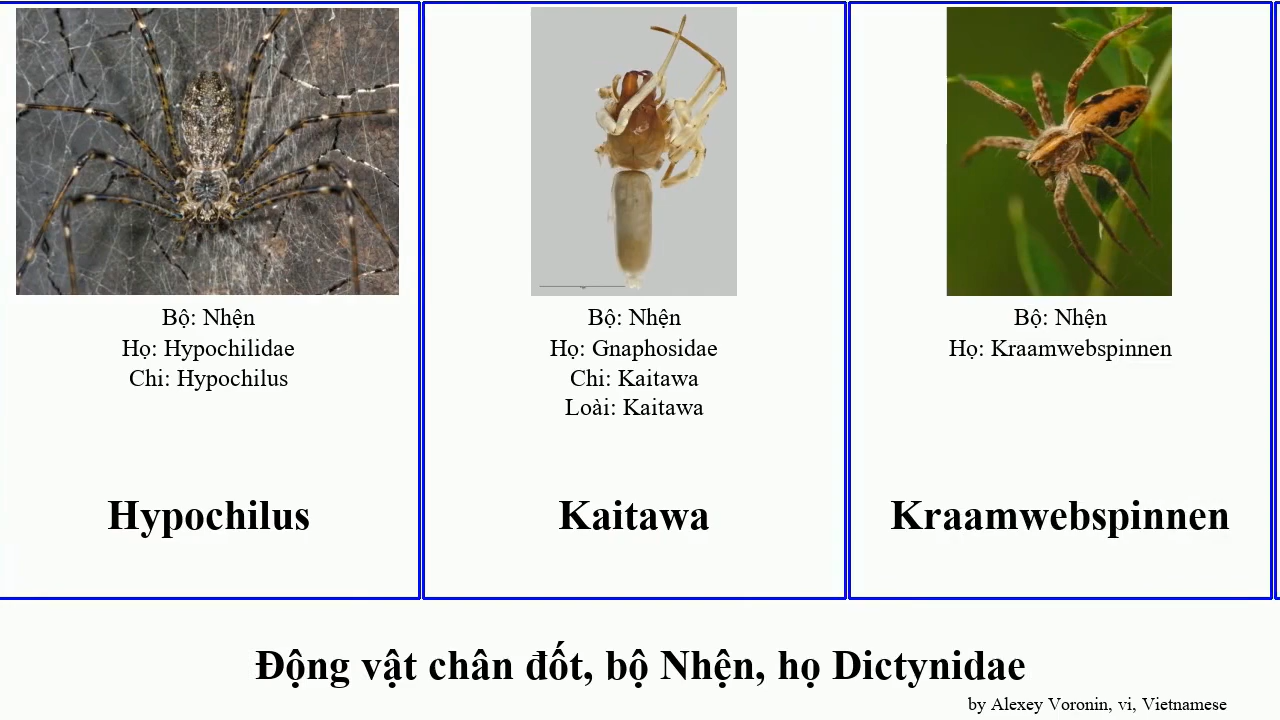 Bộ: Nhện
Họ: Hypochilidae
Chi: Hypochilus
Hypochilus
Bộ: Nhện
Họ: Gnaphosidae
Chi: Kaitawa
Loài: Kaitawa
Kaitawa
Bộ: Nhện
Họ: Kraamwebspinnen
Kraamwebspinnen
Động vật chân đốt, bộ Nhện, họ Dictynidae
by Alexey Voronin, vi, Vietnamese